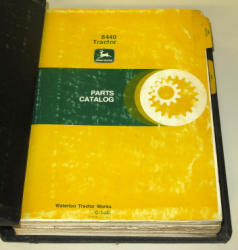 8440
Tractor
PARTS
CATALOG
Waterloo Tractor Works